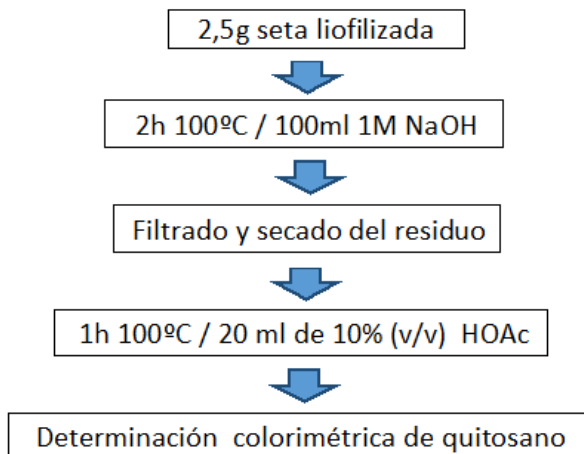 2,5g seta liofilizada
2h 100ºC / 100ml 1M NaOH
Filtrado y secado del residuo
1h 100ºC / 20 ml de 10% (v/v) HOAc
Determinación colorimétrica de quitosano